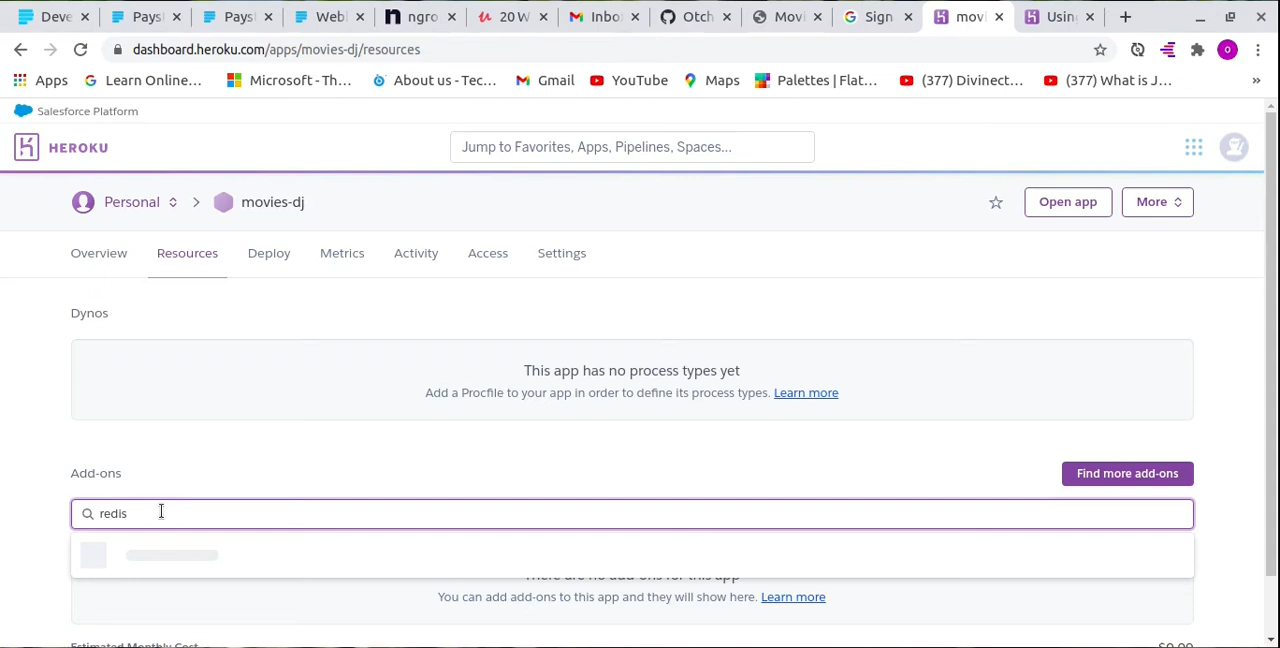 Deve Pays! Pays! Webl ngro 20 W Inbo Otch Movi Sign movi Using
dashboard.heroku.com/apps/movies-dj/resources
Apps Learn Online... Microsoft - Th... About us - Tec... Gmail YouTube Maps Palettes | Flat... (377) Divinect... (377) What is J... »
Salesforce Platform
HEROKU
Jump to Favorites, Apps, Pipelines, Spaces...
Personal movies-dj Open app More
Overview Resources Deploy Metrics Activity Access Settings
Dynos
This app has no process types yet
Add a Procfile to your app in order to define its process types. Learn more
Add-ons Find more add-ons
redis
There are no add-ons for this app
You can add add-ons to this app and they will show here. Learn more
Estimated Monthly Cost $0.00